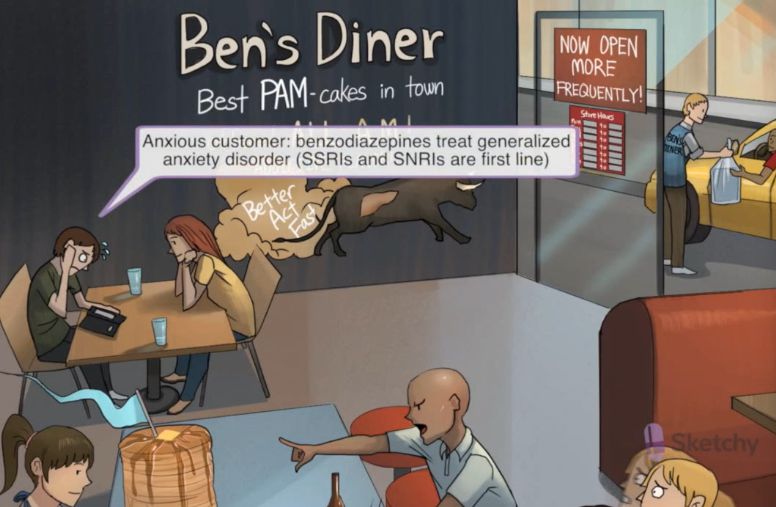 Ben's Diner
Best PAM-cakes in town
Anxious customer: benzodiazepines treat generalized
anxiety disorder (SSRIs and SNRIs are first line)
Better
Act
Fast
NOW OPEN
MORE
FREQUENTLY!
Store Hours
BEN'S
DINER
Sketchy